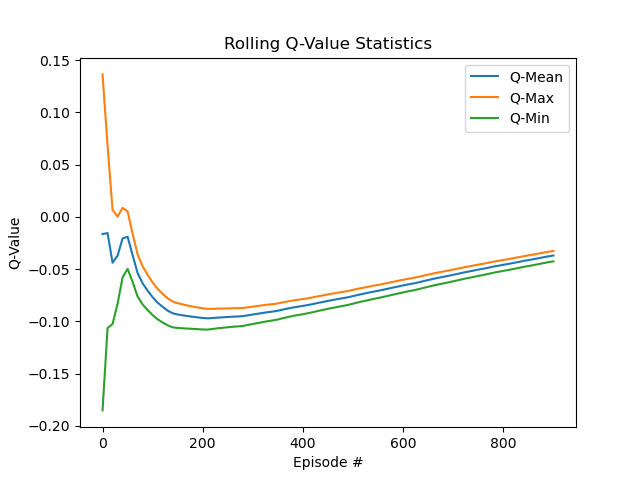 Rolling Q-Value Statistics
Q-Mean
Q-Max
Q-Min
0.15
0.10
0.05
0.00
−0.05
−0.10
−0.15
−0.20
Q-Value
0 200 400 600 800
Episode #